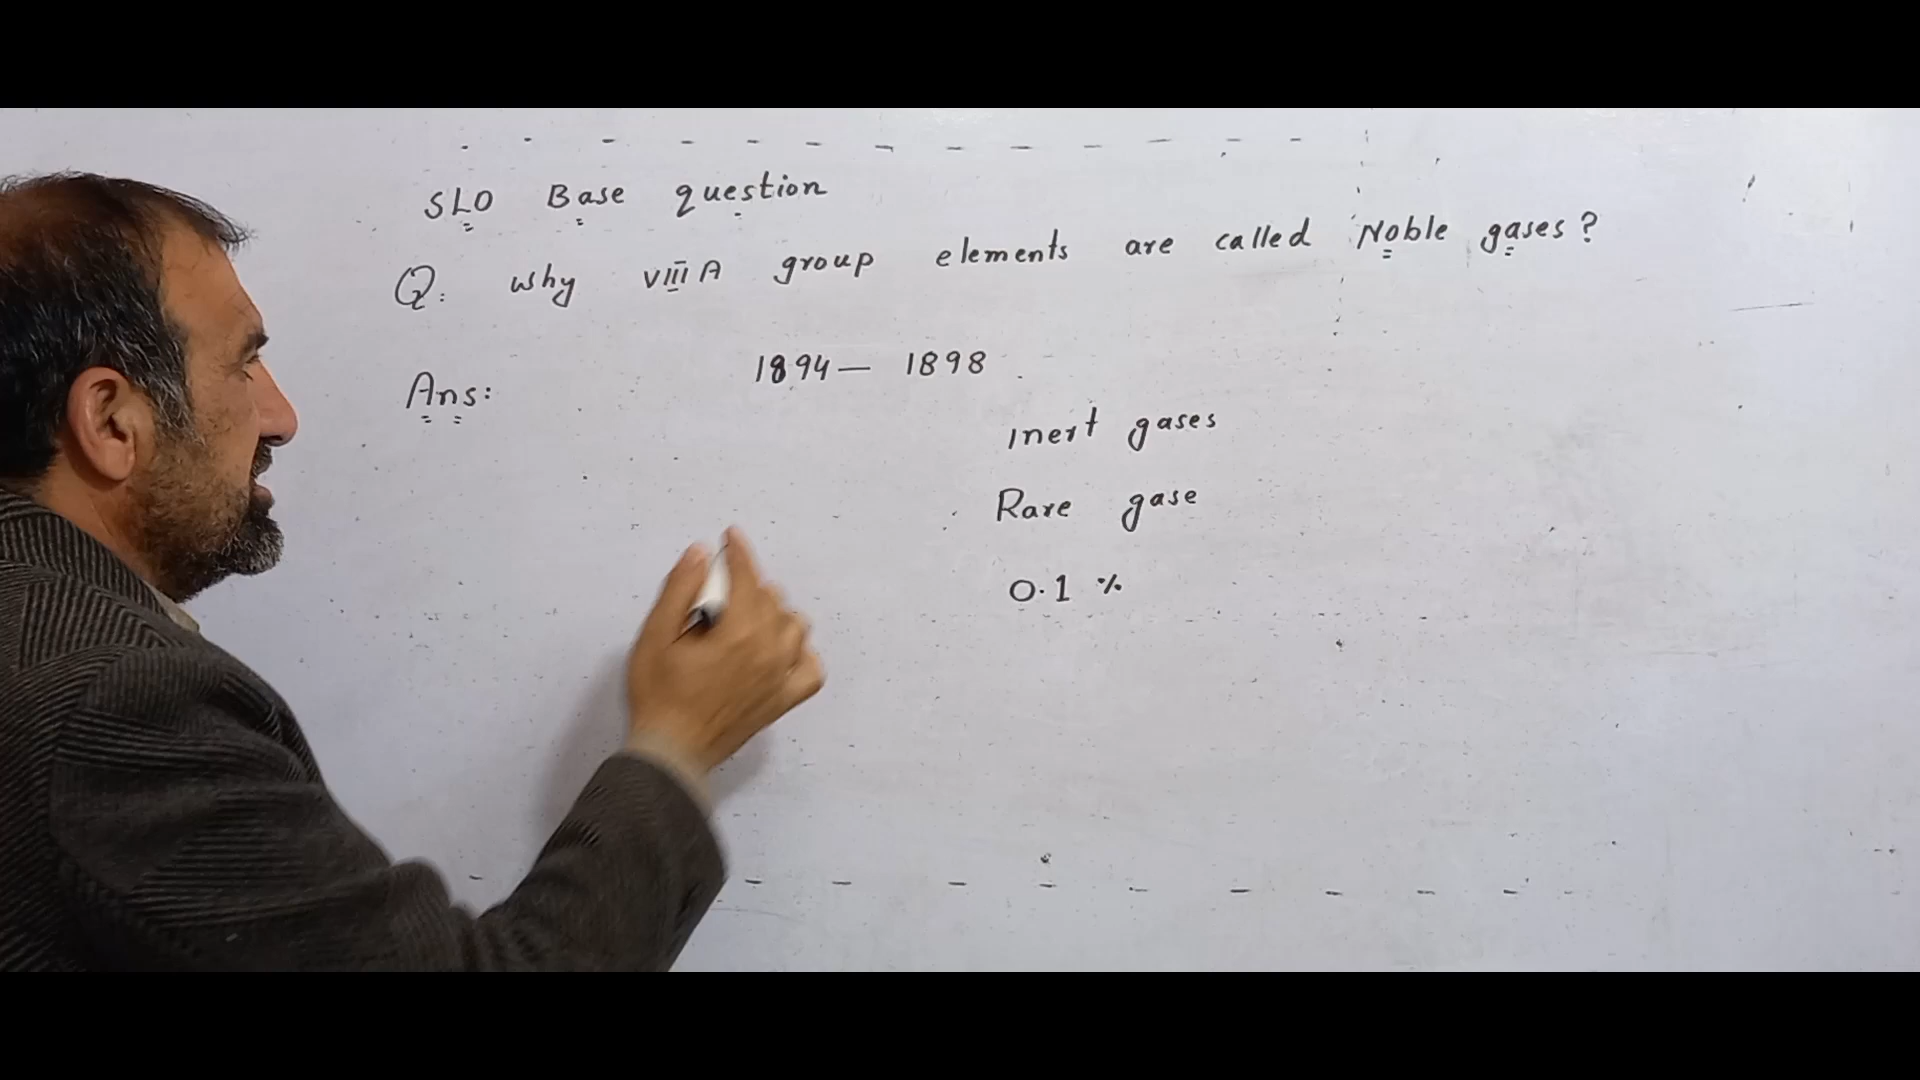 SLO Base question
Q: why VIII A group elements are called Noble gases?
Ans: 1894 — 1898
Inert gases
Rare gase
0.1 %